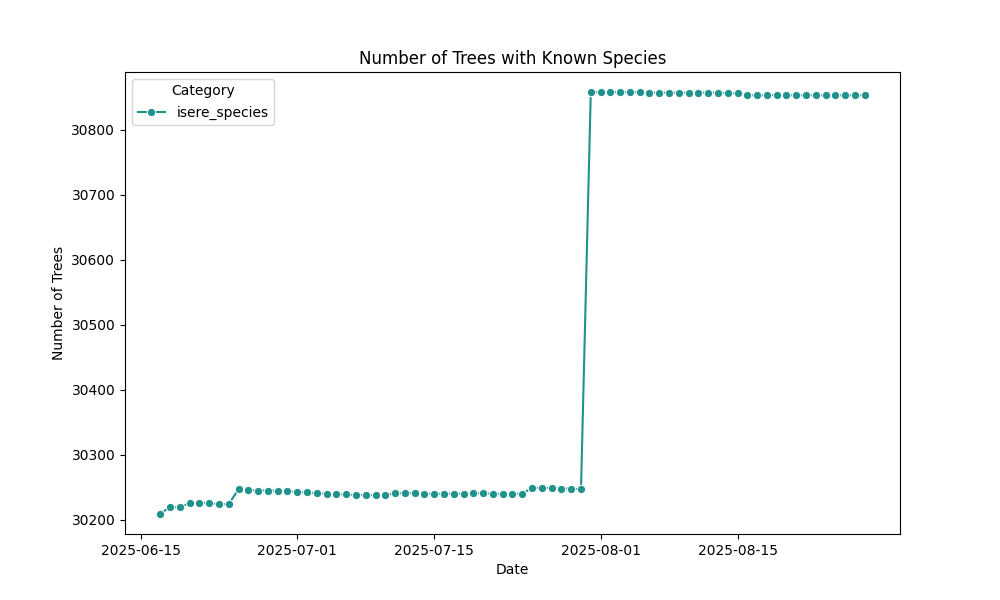 Number of Trees with Known Species
Category
isere_species
Number of Trees
30800
30700
30600
30500
30400
30300
30200
2025-06-15 2025-07-01 2025-07-15 2025-08-01 2025-08-15
Date